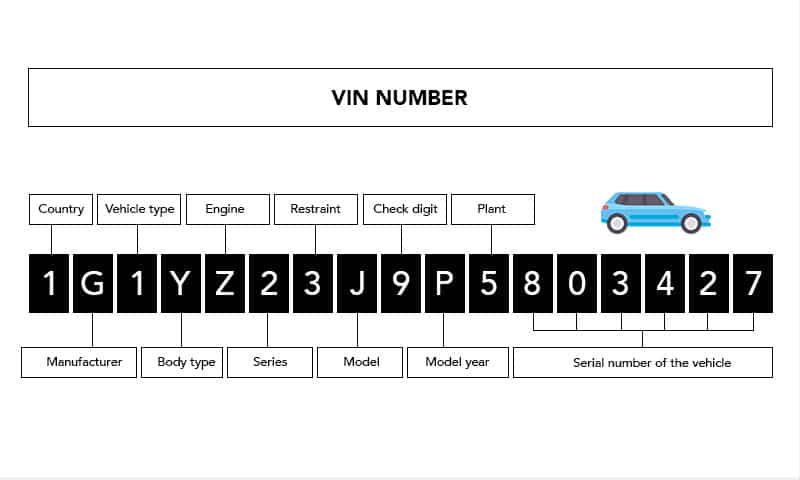 VIN NUMBER
Country Vehicle type Engine Restraint Check digit Plant
1 G 1 Y Z 2 3 J 9 P 5 8 0 3 4 2 7
Manufacturer Body type Series Model Model year Serial number of the vehicle